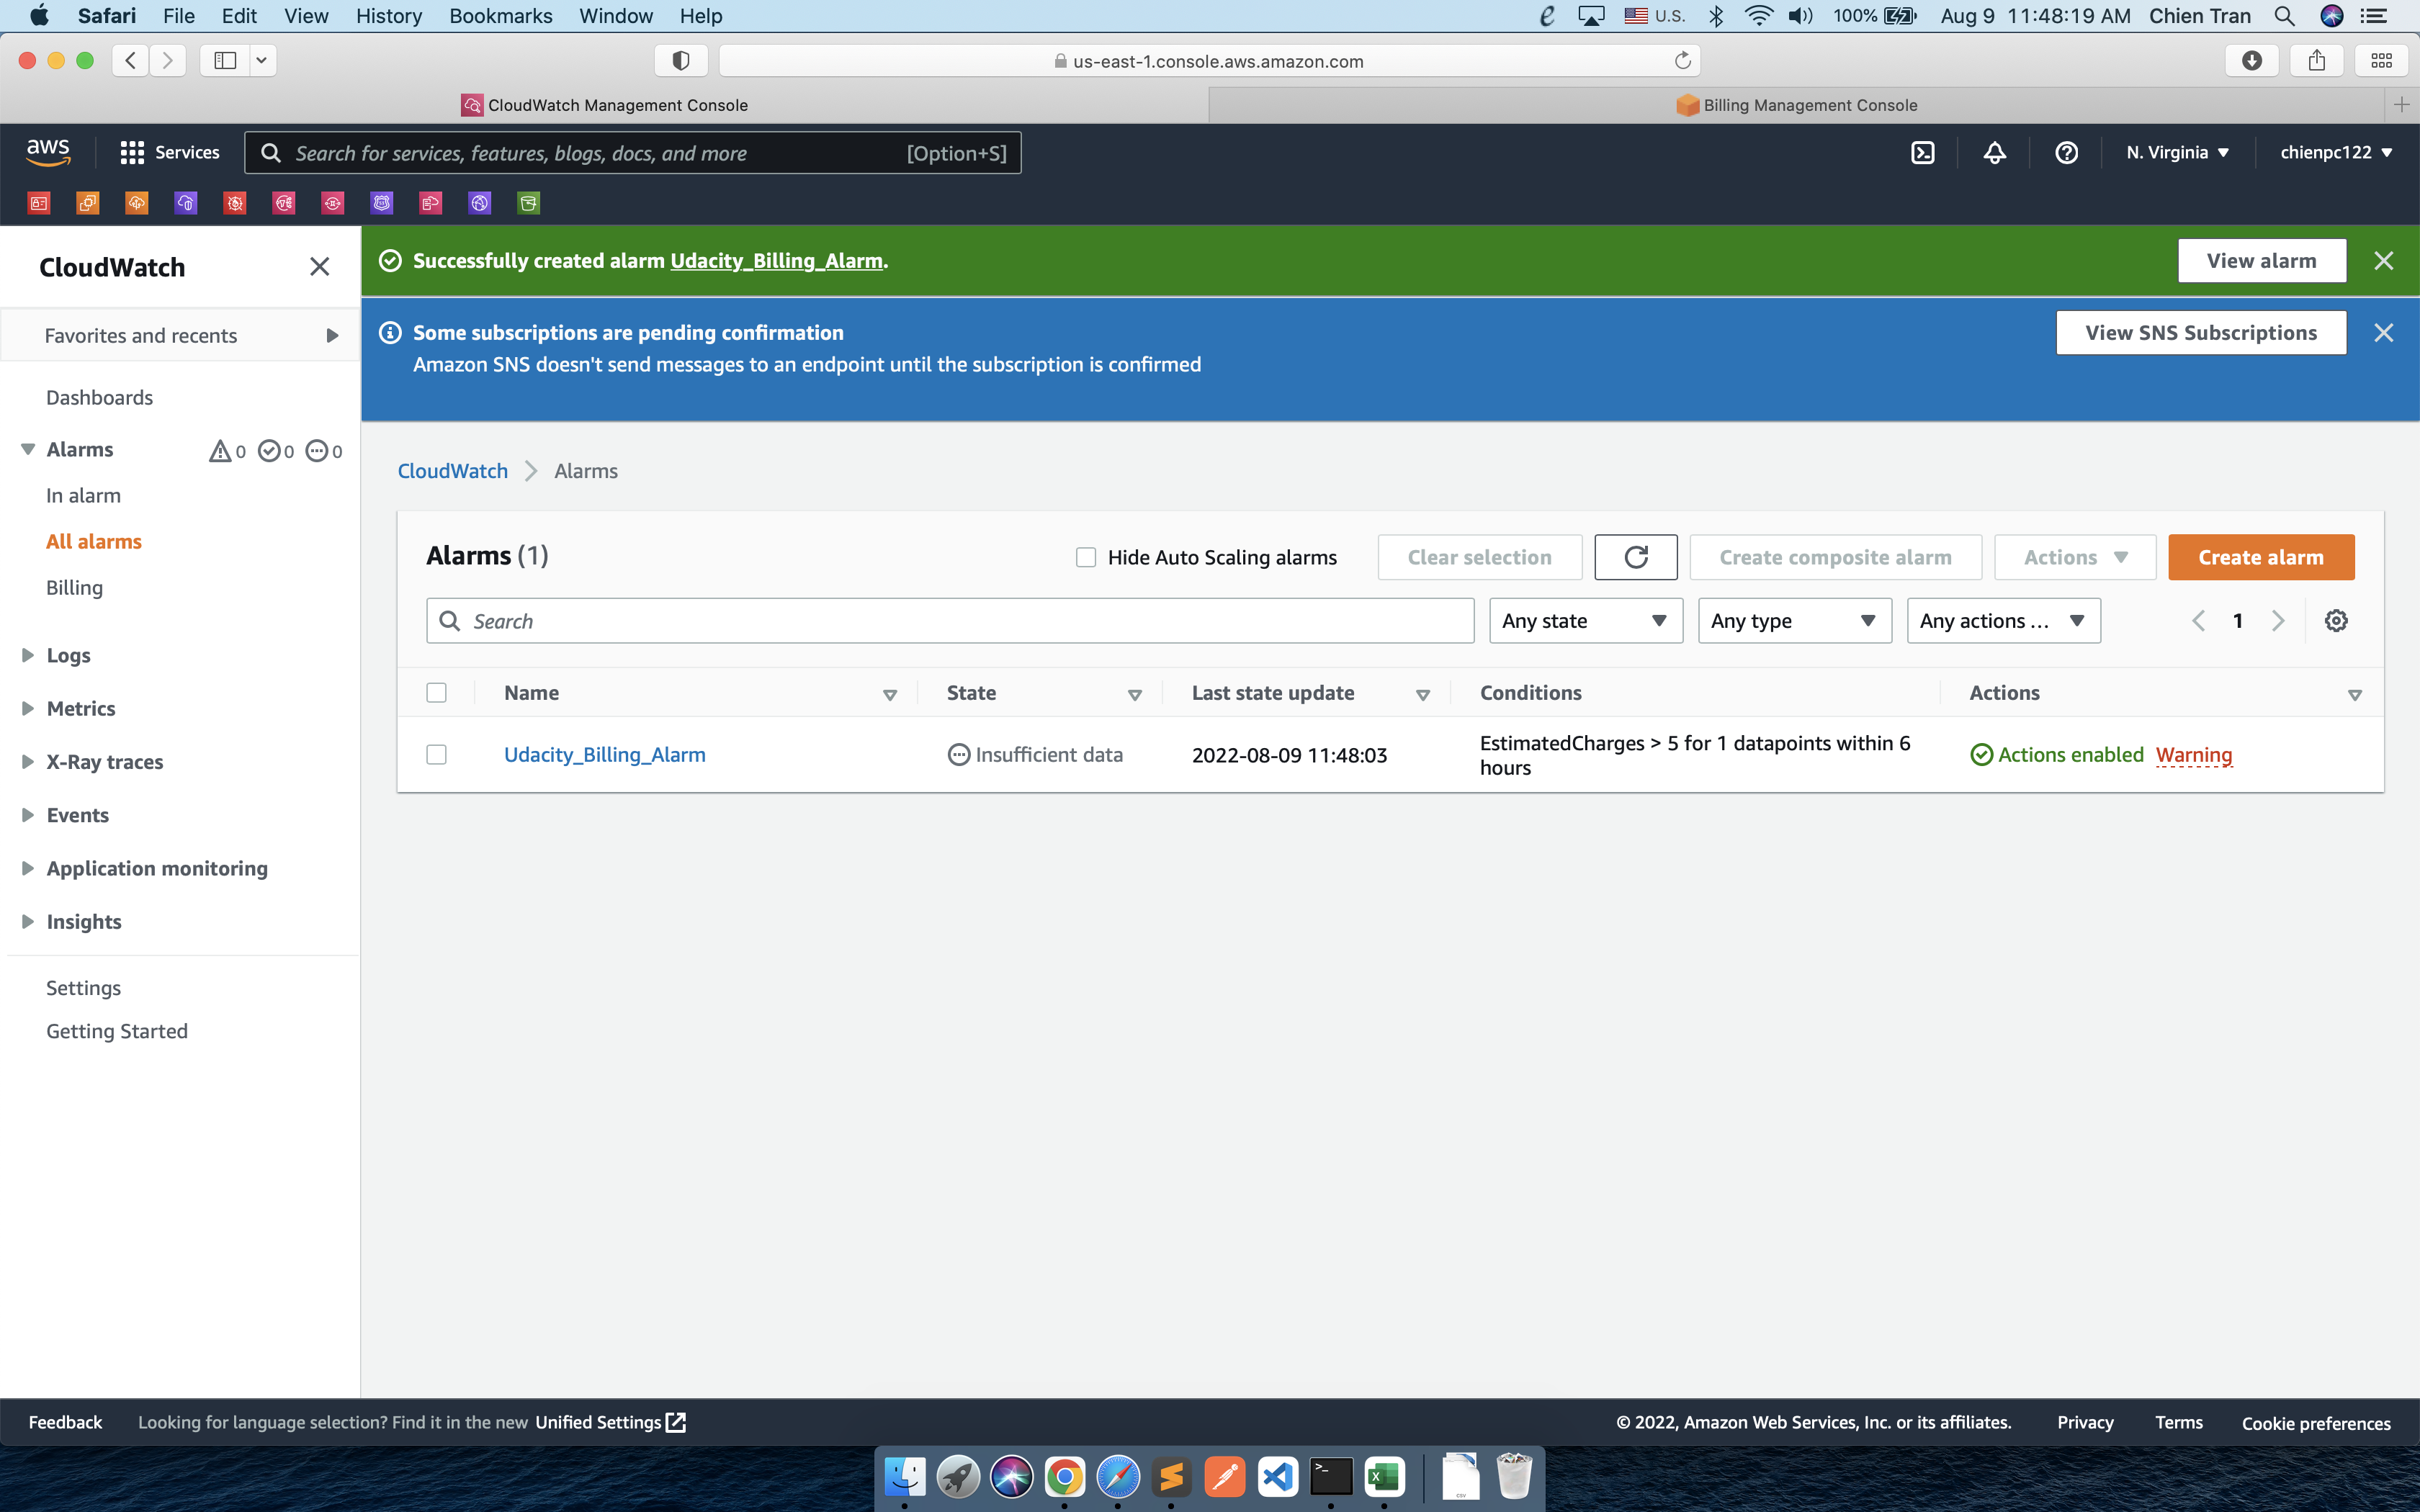 Safari File Edit View History Bookmarks Window Help
U.S. 100% Aug 9 11:48:19 AM Chien Tran
us-east-1.console.aws.amazon.com
CloudWatch Management Console
Billing Management Console
aws Services
Search for services, features, blogs, docs, and more [Option+S]
N. Virginia
chienpc122
CloudWatch
Favorites and recents
Dashboards
Alarms 0 0 0
In alarm
All alarms
Billing
Logs
Metrics
X-Ray traces
Events
Application monitoring
Insights
Settings
Getting Started
Successfully created alarm Udacity_Billing_Alarm.
View alarm
Some subscriptions are pending confirmation
Amazon SNS doesn't send messages to an endpoint until the subscription is confirmed
View SNS Subscriptions
CloudWatch Alarms
Alarms (1)
Hide Auto Scaling alarms
Clear selection
Create composite alarm
Actions
Create alarm
Search
Any state
Any type
Any actions ...
1
Name State Last state update Conditions Actions
Udacity_Billing_Alarm
Insufficient data
2022-08-09 11:48:03
EstimatedCharges > 5 for 1 datapoints within 6
hours
Actions enabled Warning
Feedback Looking for language selection? Find it in the new Unified Settings
© 2022, Amazon Web Services, Inc. or its affiliates. Privacy Terms Cookie preferences